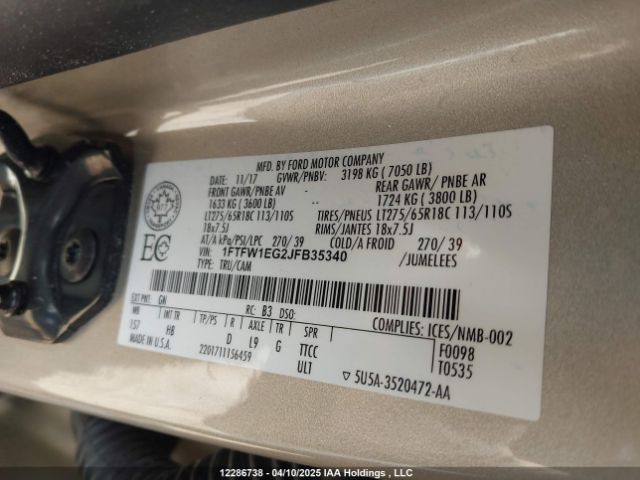 MFD. BY FORD MOTOR COMPANY
DATE: 11/17 GVWR/PNBV: 3198 KG ( 7050 LB)
FRONT GAWR/PNBE AV REAR GAWR/ PNBE AR
1633 KG ( 3600 LB) 1724 KG ( 3800 LB)
LT275/65R18C 113/110S TIRES/PNEUS LT275/65R18C 113/110S
18x7.5J RIMS/JANTES 18x7.5J
AT/A kPa/PSI/LPC 270/ 39 COLD/A FROID 270/ 39
VIN: 1FTFW1EG2JFB35340 /JUMELEES
TYPE: TRU/CAM
EC
EXT PNT: GN RC: B3 DSO:
WB INT TR TP/PS R AXLE TR SPR COMPLIES: ICES/NMB-002
157 HB D L9 G TTCC F0098
MADE IN U.S.A. 2201711156459 ULT T0535
5U5A-3520472-AA
12286738 - 04/10/2025 IAA Holdings , LLC